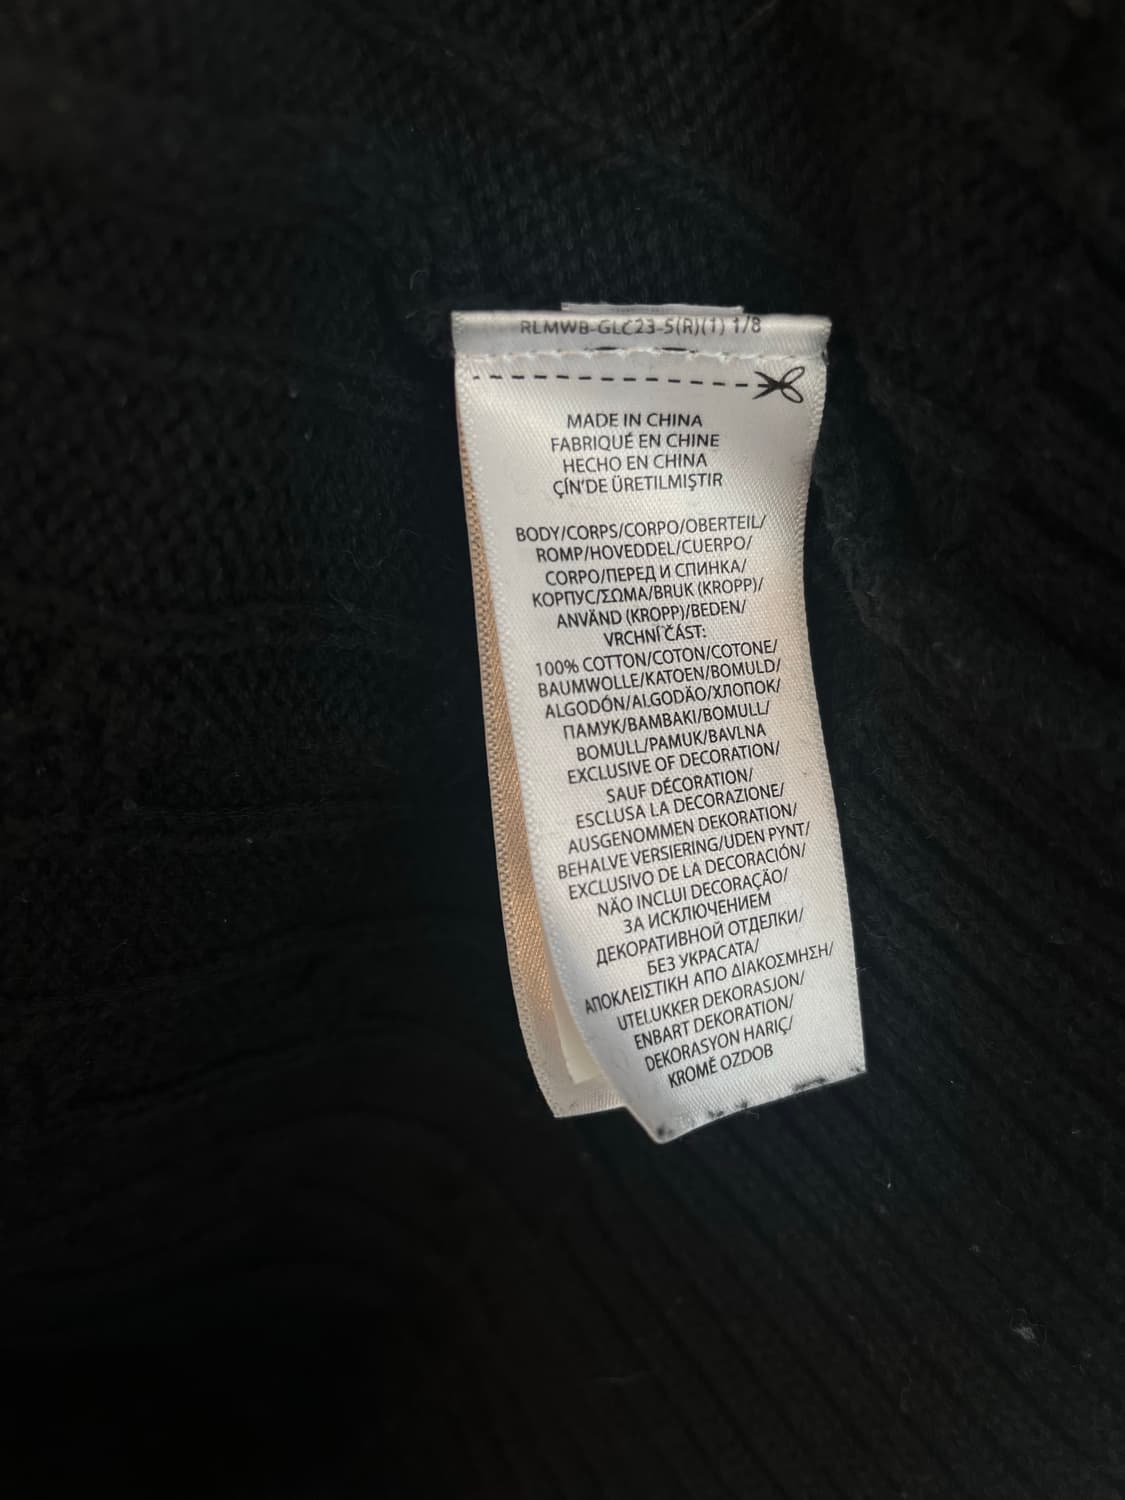 RLMWB-GLC23-5(R)(1) 1/8
MADE IN CHINA
FABRIQUÉ EN CHINE
HECHO EN CHINA
ÇİN'DE ÜRETILMIŞTIR
BODY/CORPS/CORPO/OBERTEIL/
ROMP/HOVEDDEL/CUERPO/
CORPO/ПЕРЕД И СПИНКА/
КОРПУС/ΣΩΜΑ/BRUK (KROPP)/
ANVÄND (KROPP)/BEDEN/
VRCHNÍ ČÁST:
100% COTTON/COTON/COTONE/
BAUMWOLLE/KATOEN/BOMULD/
ALGODÓN/ALGODÃO/ХЛОПОК/
ПАМУК/ΒΑΜΒΑΚΙ/BOMULL/
BOMULL/PAMUK/BAVLNA
EXCLUSIVE OF DECORATION/
SAUF DÉCORATION/
ESCLUSA LA DECORAZIONE/
AUSGENOMMEN DEKORATION/
BEHALVE VERSIERING/UDEN PYNT/
EXCLUSIVO DE LA DECORACIÓN/
NÃO INCLUI DECORAÇÃO/
ЗА ИСКЛЮЧЕНИЕМ
ДЕКОРАТИВНОЙ ОТДЕЛКИ/
БЕЗ УКРАСАТА/
ΑΠΟΚΛΕΙΣΤΙΚΗ ΑΠΟ ΔΙΑΚΟΣΜΗΣΗ/
UTELUKKER DEKORASJON/
ENBART DEKORATION/
DEKORASYON HARIÇ/
KROMĚ OZDOB